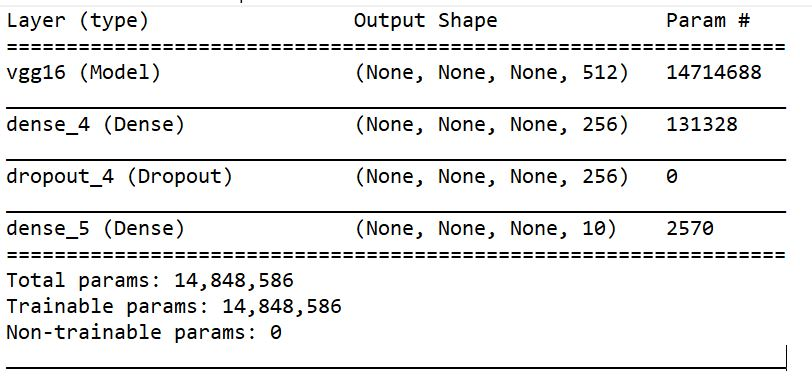 Layer (type)                 Output Shape              Param #
=================================================================
vgg16 (Model)                (None, None, None, 512)   14714688
_________________________________________________________________
dense_4 (Dense)              (None, None, None, 256)   131328
_________________________________________________________________
dropout_4 (Dropout)          (None, None, None, 256)   0
_________________________________________________________________
dense_5 (Dense)              (None, None, None, 10)    2570
=================================================================
Total params: 14,848,586
Trainable params: 14,848,586
Non-trainable params: 0
_________________________________________________________________